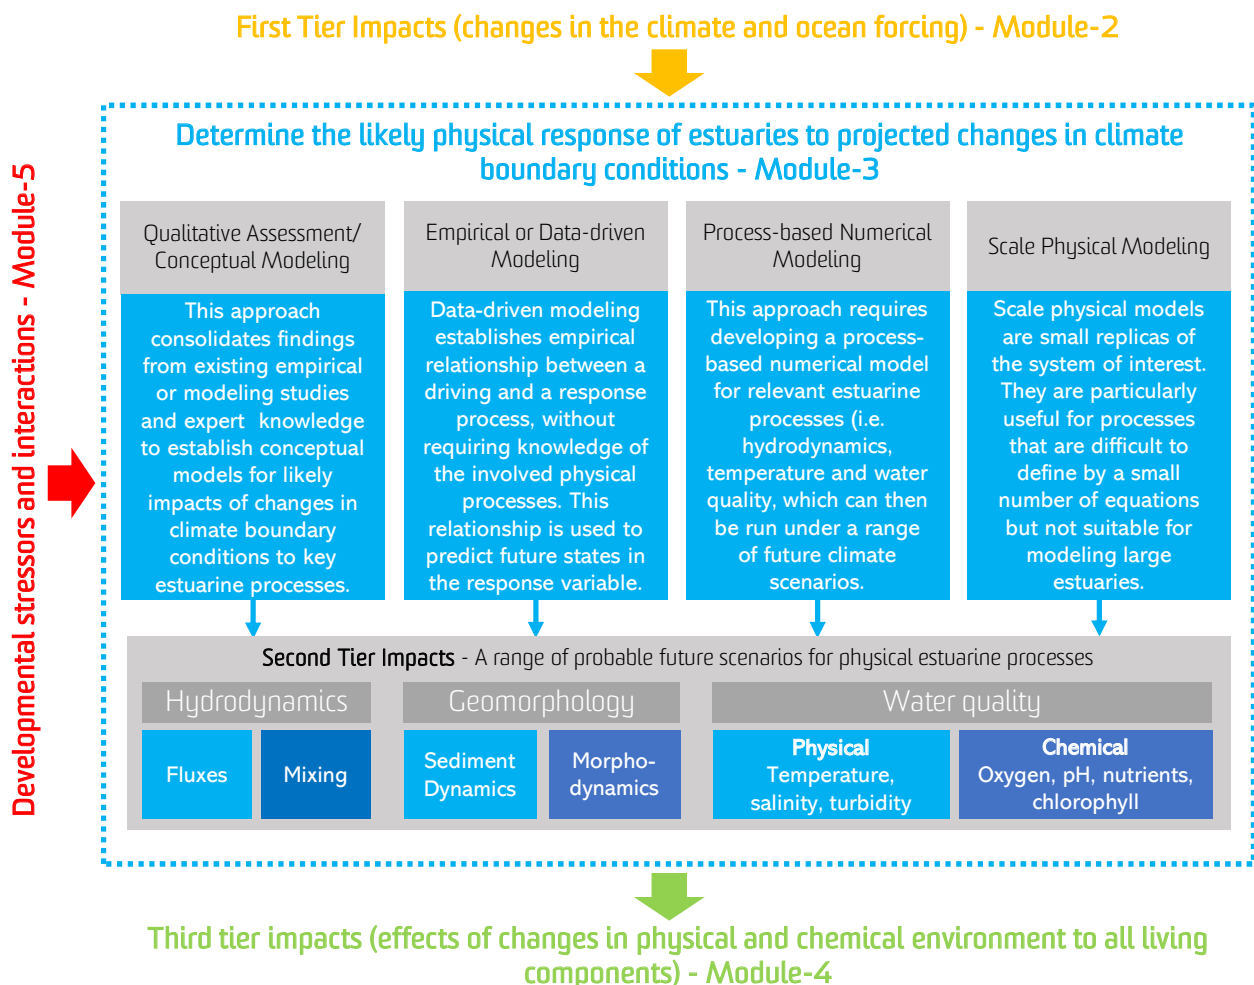 First Tier Impacts (changes in the climate and ocean forcing) - Module-2
Developmental stressors and interactions - Module-5
Determine the likely physical response of estuaries to projected changes in climate
boundary conditions - Module-3
Qualitative Assessment/
Conceptual Modeling
This approach
consolidates findings
from existing empirical
or modeling studies
and expert knowledge
to establish conceptual
models for likely
impacts of changes in
climate boundary
conditions to key
estuarine processes.
Empirical or Data-driven
Modeling
Data-driven modeling
establishes empirical
relationship between a
driving and a response
process, without
requiring knowledge of
the involved physical
processes. This
relationship is used to
predict future states in
the response variable.
Process-based Numerical
Modeling
This approach requires
developing a process-
based numerical model
for relevant estuarine
processes (i.e.
hydrodynamics,
temperature and water
quality, which can then
be run under a range
of future climate
scenarios.
Scale Physical Modeling
Scale physical models
are small replicas of
the system of interest.
They are particularly
useful for processes
that are difficult to
define by a small
number of equations
but not suitable for
modeling large
estuaries.
Second Tier Impacts - A range of probable future scenarios for physical estuarine processes
Hydrodynamics
Fluxes
Mixing
Geomorphology
Sediment
Dynamics
Morpho-
dynamics
Water quality
Physical
Temperature,
salinity, turbidity
Chemical
Oxygen, pH, nutrients,
chlorophyll
Third tier impacts (effects of changes in physical and chemical environment to all living
components) - Module-4